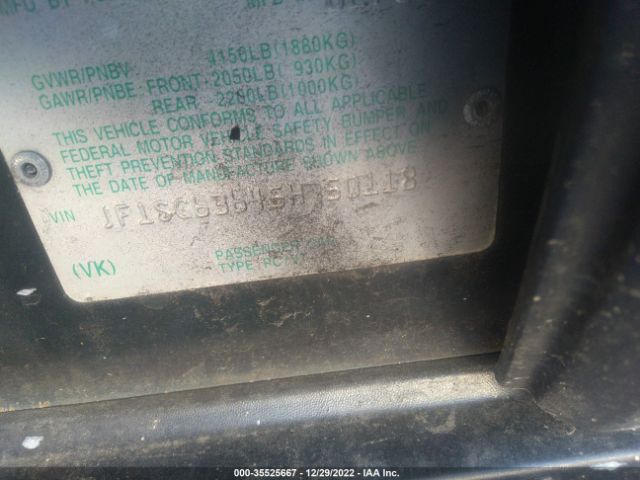 GVWR/PNBV 4150LB(1880KG)
GAWR/PNBE FRONT:2050LB( 930KG)
REAR 2200LB(1000KG)
THIS VEHICLE CONFORMS TO ALL APPLICABLE
FEDERAL MOTOR VEHICLE SAFETY, BUMPER, AND
THEFT PREVENTION STANDARDS IN EFFECT ON
THE DATE OF MANUFACTURE SHOWN ABOVE
VIN
(VK)
PASSENGER CAR
TYPE
000-35525667 - 12/29/2022 - IAA Inc.